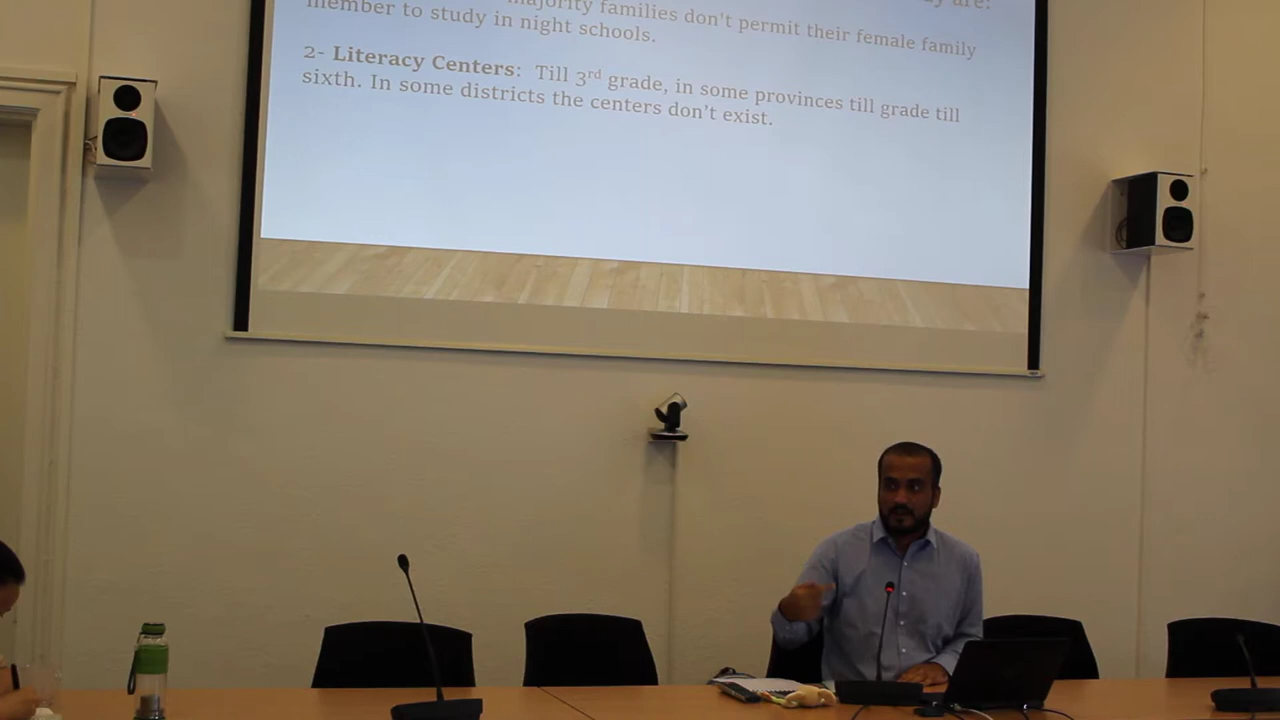 are:
majority families don't permit their female family
member to study in night schools.
2- Literacy Centers: Till 3rd grade, in some provinces till grade till
sixth. In some districts the centers don't exist.